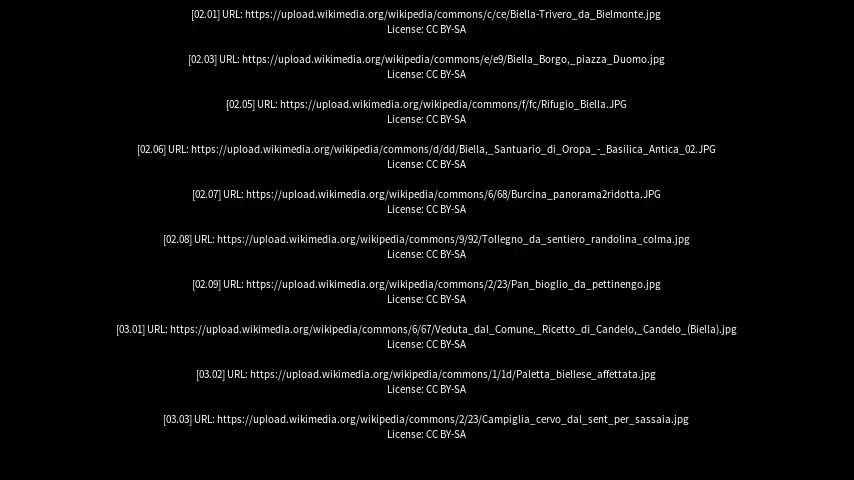 [02.01] URL: https://upload.wikimedia.org/wikipedia/commons/c/ce/Biella-Trivero_da_Bielmonte.jpg
License: CC BY-SA
[02.03] URL: https://upload.wikimedia.org/wikipedia/commons/e/e9/Biella_Borgo,_piazza_Duomo.jpg
License: CC BY-SA
[02.05] URL: https://upload.wikimedia.org/wikipedia/commons/f/fc/Rifugio_Biella.JPG
License: CC BY-SA
[02.06] URL: https://upload.wikimedia.org/wikipedia/commons/d/dd/Biella,_Santuario_di_Oropa_-_Basilica_Antica_02.JPG
License: CC BY-SA
[02.07] URL: https://upload.wikimedia.org/wikipedia/commons/6/68/Burcina_panorama2ridotta.JPG
License: CC BY-SA
[02.08] URL: https://upload.wikimedia.org/wikipedia/commons/9/92/Tollegno_da_sentiero_randolina_colma.jpg
License: CC BY-SA
[02.09] URL: https://upload.wikimedia.org/wikipedia/commons/2/23/Pan_bioglio_da_pettinengo.jpg
License: CC BY-SA
[03.01] URL: https://upload.wikimedia.org/wikipedia/commons/6/67/Veduta_dal_Comune,_Ricetto_di_Candelo,_Candelo_(Biella).jpg
License: CC BY-SA
[03.02] URL: https://upload.wikimedia.org/wikipedia/commons/1/1d/Paletta_biellese_affettata.jpg
License: CC BY-SA
[03.03] URL: https://upload.wikimedia.org/wikipedia/commons/2/23/Campiglia_cervo_dal_sent_per_sassaia.jpg
License: CC BY-SA